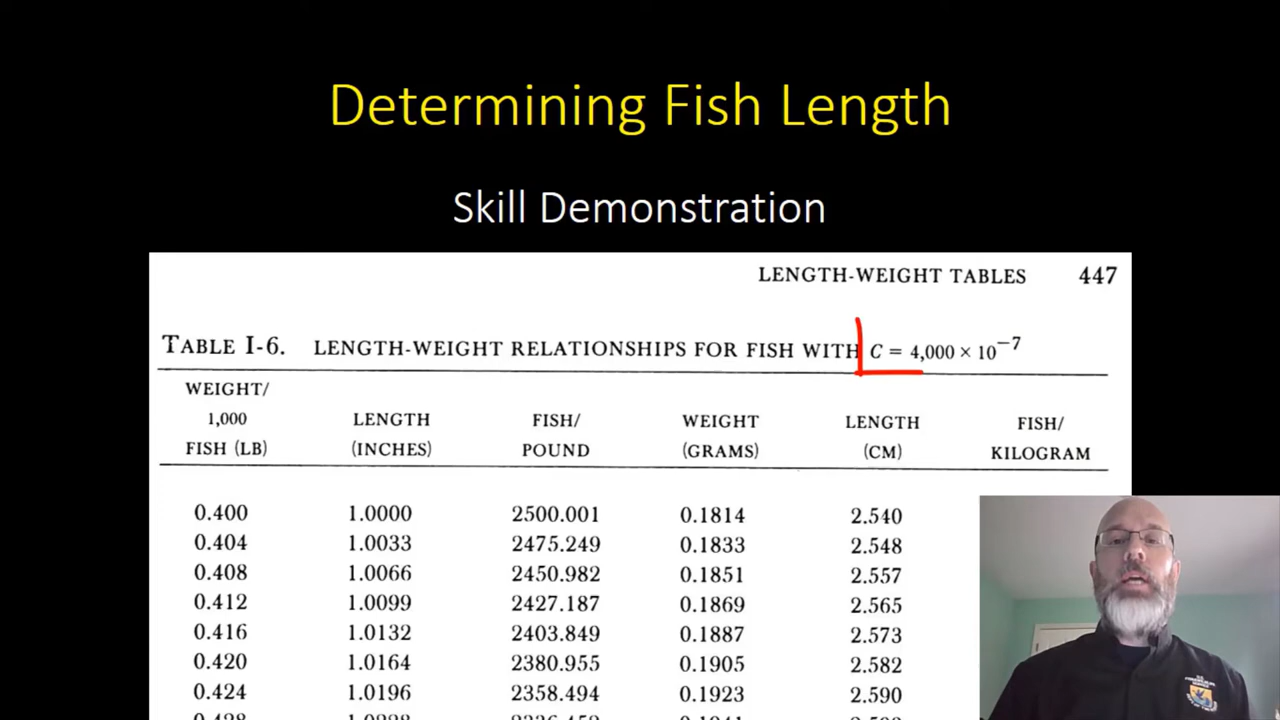 Determining Fish Length
Skill Demonstration
LENGTH-WEIGHT TABLES 447
TABLE I-6. LENGTH-WEIGHT RELATIONSHIPS FOR FISH WITH C = 4,000 × 10⁻⁷
WEIGHT/
1,000 LENGTH FISH/ WEIGHT LENGTH FISH/
FISH (LB) (INCHES) POUND (GRAMS) (CM) KILOGRAM
0.400 1.0000 2500.001 0.1814 2.540
0.404 1.0033 2475.249 0.1833 2.548
0.408 1.0066 2450.982 0.1851 2.557
0.412 1.0099 2427.187 0.1869 2.565
0.416 1.0132 2403.849 0.1887 2.573
0.420 1.0164 2380.955 0.1905 2.582
0.424 1.0196 2358.494 0.1923 2.590